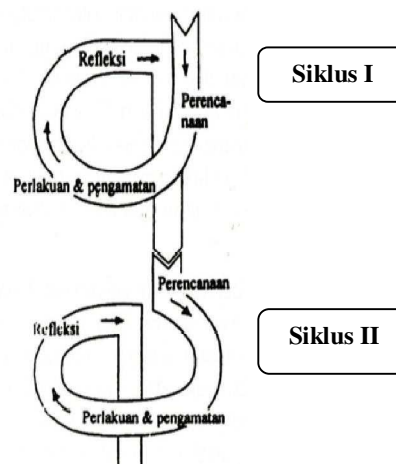 Refleksi
Siklus I
Perenca-
naan
Perlakuan & pengamatan
Perencanaan
Refleksi
Siklus II
Perlakuan & pengamatan